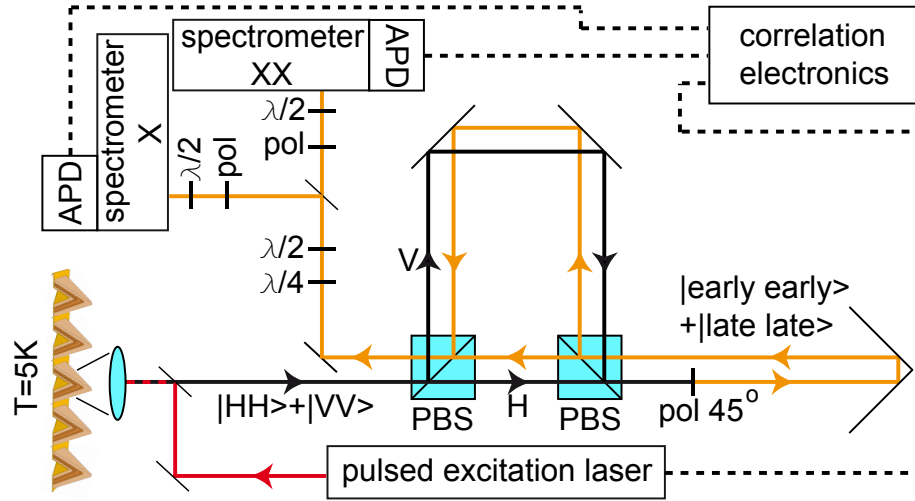 spectrometer
XX
APD
correlation
electronics
spectrometer
X
APD
λ/2
pol
λ/2
pol
λ/2
λ/4
V
|early early>
+|late late>
T=5K
|HH>+|VV>
PBS
H
PBS
pol 45°
pulsed excitation laser